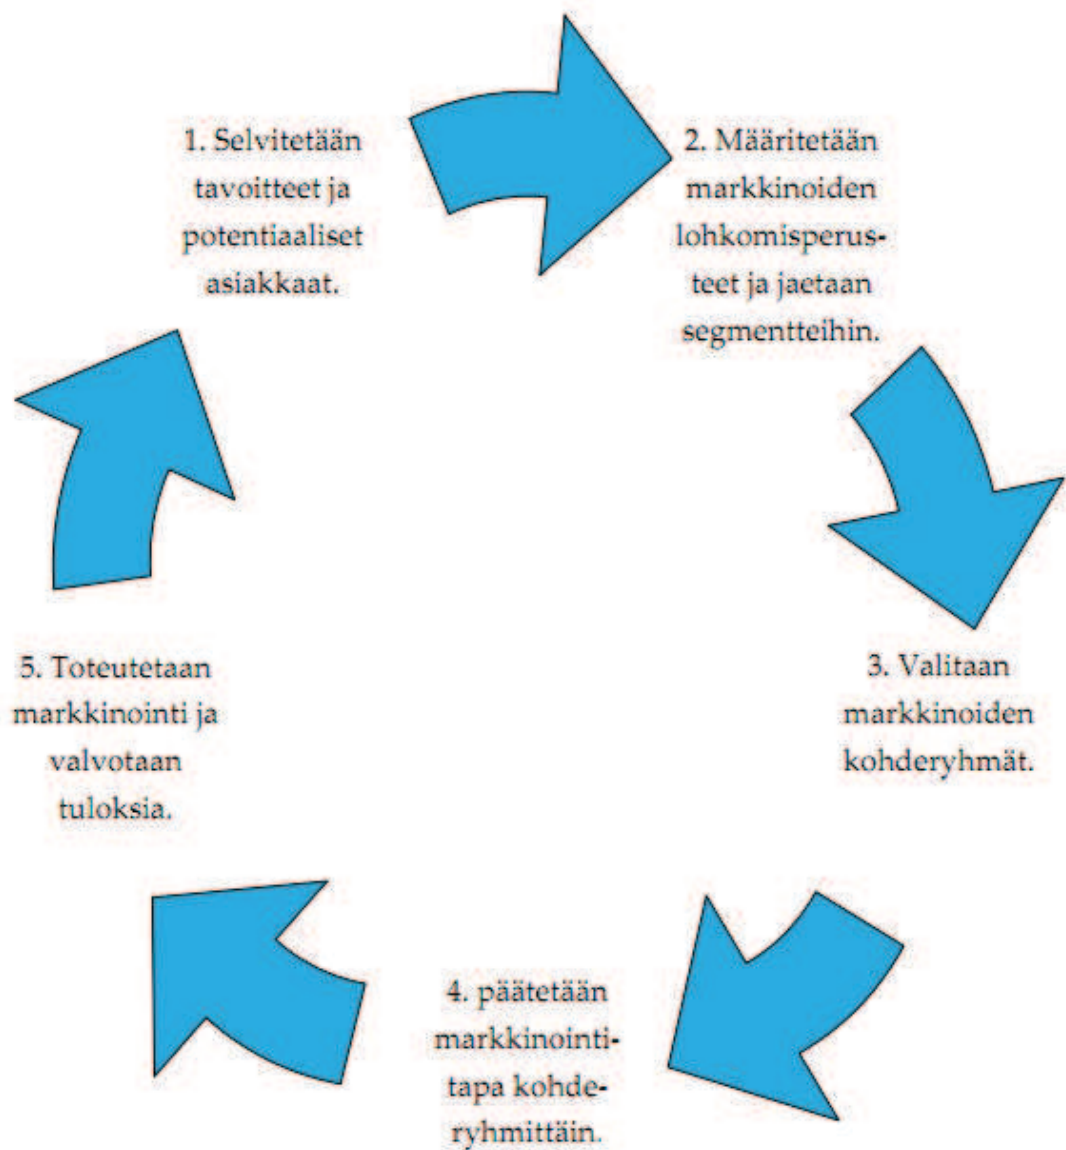 1. Selvitetään
tavoitteet ja
potentiaaliset
asiakkaat.
2. Määritetään
markkinoiden
lohkomisperus-
teet ja jaetaan
segmentteihin.
3. Valitaan
markkinoiden
kohderyhmät.
4. päätetään
markkinointi-
tapa kohde-
ryhmittäin.
5. Toteutetaan
markkinointi ja
valvotaan
tuloksia.